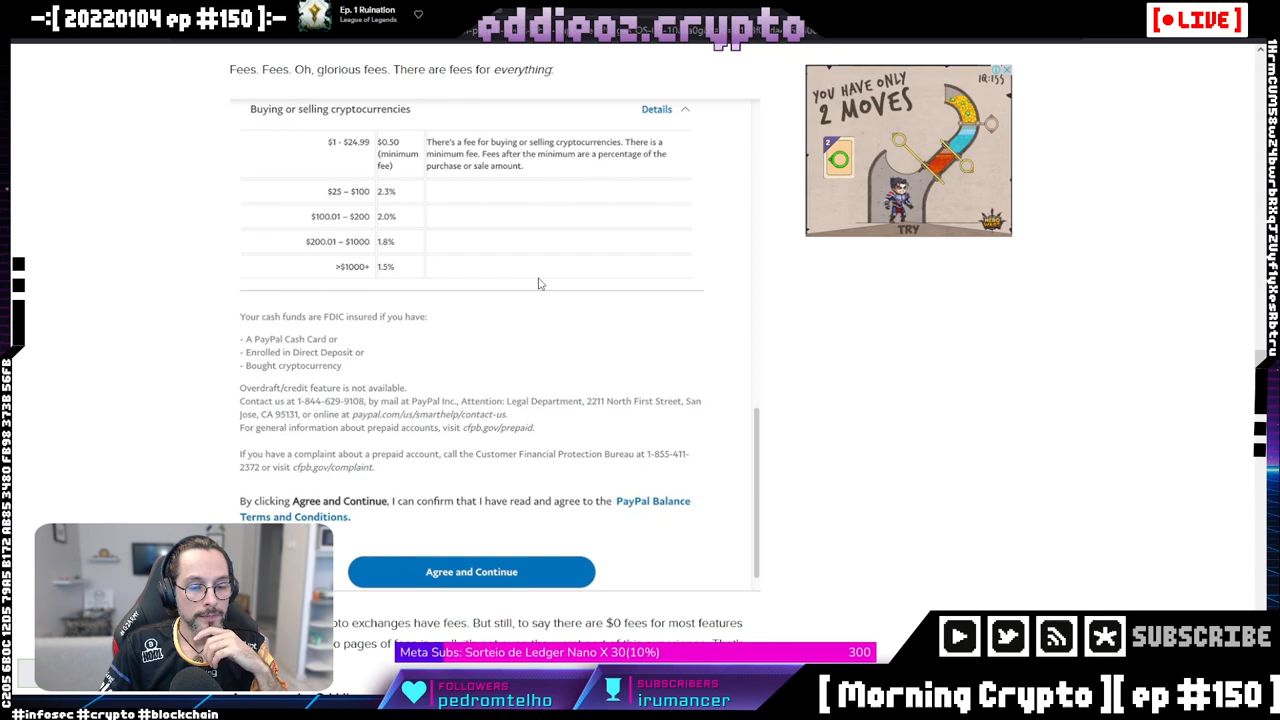 -:[ 20220104 ep #150 ]:-
Ep. 1 Ruination
League of Legends
eddieoz.crypto
[ ● LIVE ]
Fees. Fees. Oh, glorious fees. There are fees for everything:
Buying or selling cryptocurrencies
Details
$1 - $24.99
$0.50 (minimum fee)
There's a fee for buying or selling cryptocurrencies. There is a
minimum fee. Fees after the minimum are a percentage of the
purchase or sale amount.
$25 – $100 2.3%
$100.01 – $200 2.0%
$200.01 – $1000 1.8%
>$1000+ 1.5%
Your cash funds are FDIC insured if you have:
- A PayPal Cash Card or
- Enrolled in Direct Deposit or
- Bought cryptocurrency
Overdraft/credit feature is not available.
Contact us at 1-844-629-9108, by mail at PayPal Inc., Attention: Legal Department, 2211 North First Street, San
Jose, CA 95131, or online at paypal.com/us/smarthelp/contact-us.
For general information about prepaid accounts, visit cfpb.gov/prepaid.
If you have a complaint about a prepaid account, call the Customer Financial Protection Bureau at 1-855-411-
2372 or visit cfpb.gov/complaint.
By clicking Agree and Continue, I can confirm that I have read and agree to the PayPal Balance
Terms and Conditions.
Agree and Continue
YOU HAVE ONLY
2 MOVES
IQ:155
2
HERO
WARS
TRY
pto exchanges have fees. But still, to say there are $0 fees for most features
Meta Subs: Sorteio de Ledger Nano X 30(10%)
300
FOLLOWERS
pedromtelho
SUBSCRIBERS
irumancer
SUBSCRIBE
[ Morning Crypto ][ ep #150 ]
#infosec #crypto #blockchain